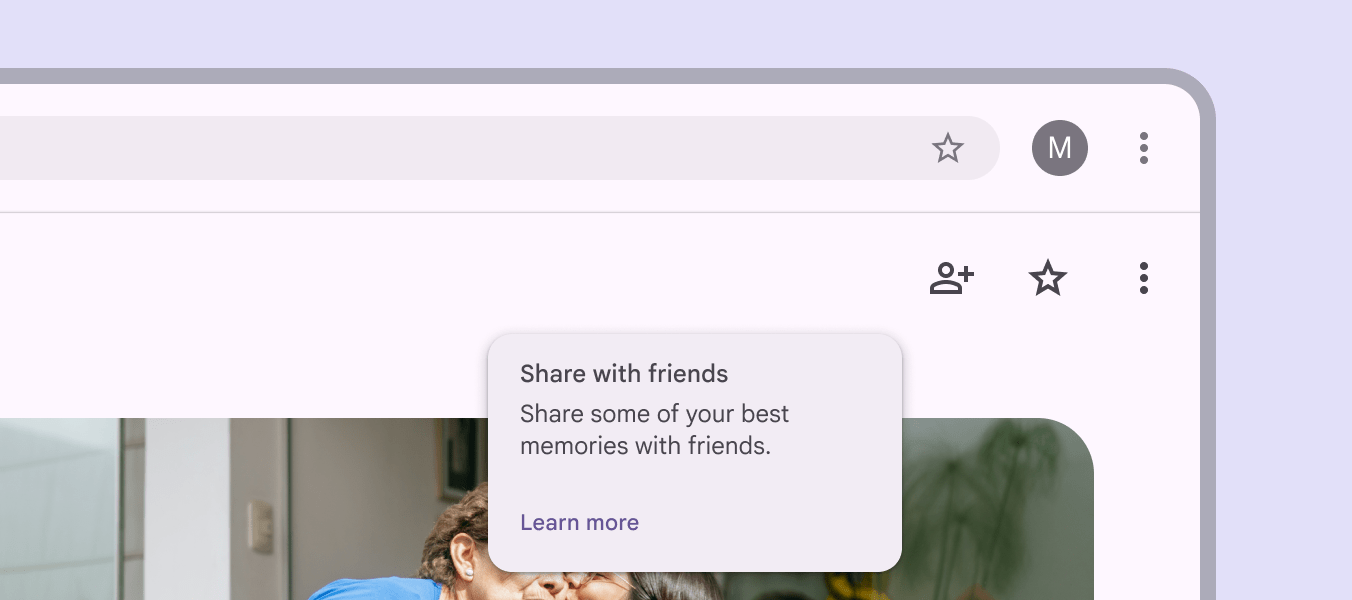 M
Share with friends
Share some of your best
memories with friends.
Learn more